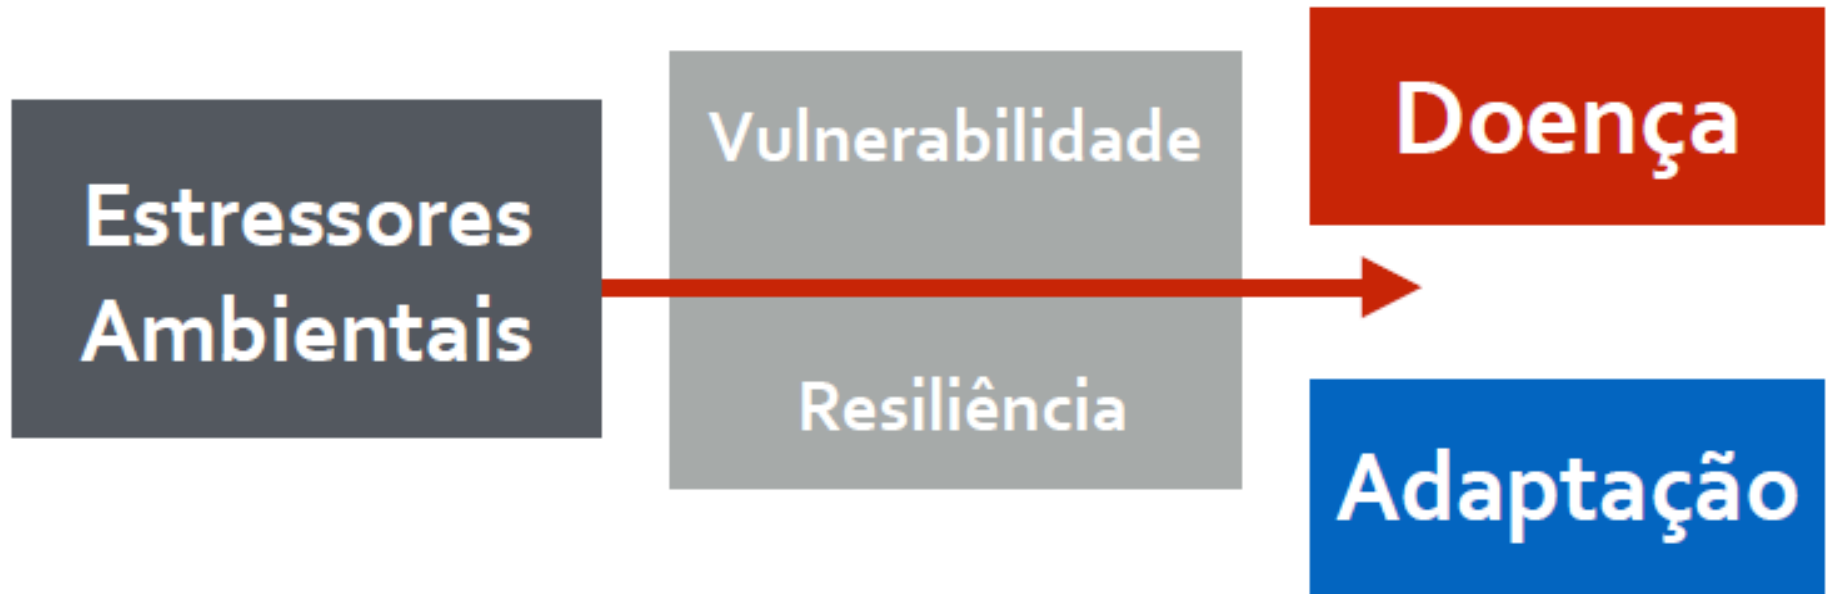 Estressores
Ambientais
Vulnerabilidade
Resiliência
Doença
Adaptação